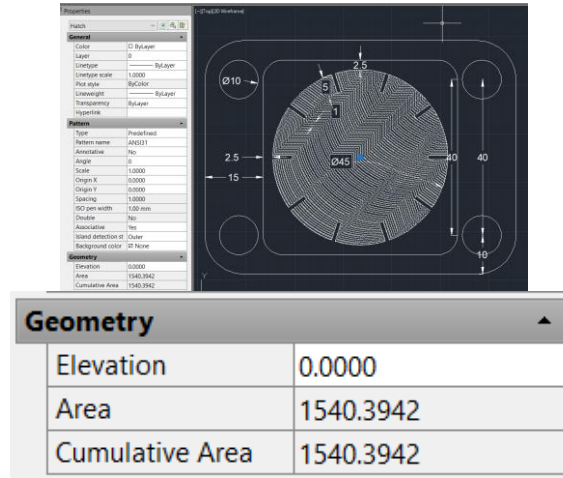 Properties
Hatch
General
Color ByLayer
Layer 0
Linetype ByLayer
Linetype scale 1.0000
Plot style ByColor
Lineweight ByLayer
Transparency ByLayer
Hyperlink
Pattern
Type Predefined
Pattern name ANSI31
Annotative No
Angle 0
Scale 1.0000
Origin X 0.0000
Origin Y 0.0000
Spacing 1.0000
ISO pen width 1.00 mm
Double No
Associative Yes
Island detection st Outer
Background color None
Geometry
Elevation 0.0000
Area 1540.3942
Cumulative Area 1540.3942
[−][Top][2D Wireframe]
2.5
Ø10
5
1
2.5
Ø45
40
40
15
10
Y
Geometry
Elevation 0.0000
Area 1540.3942
Cumulative Area 1540.3942